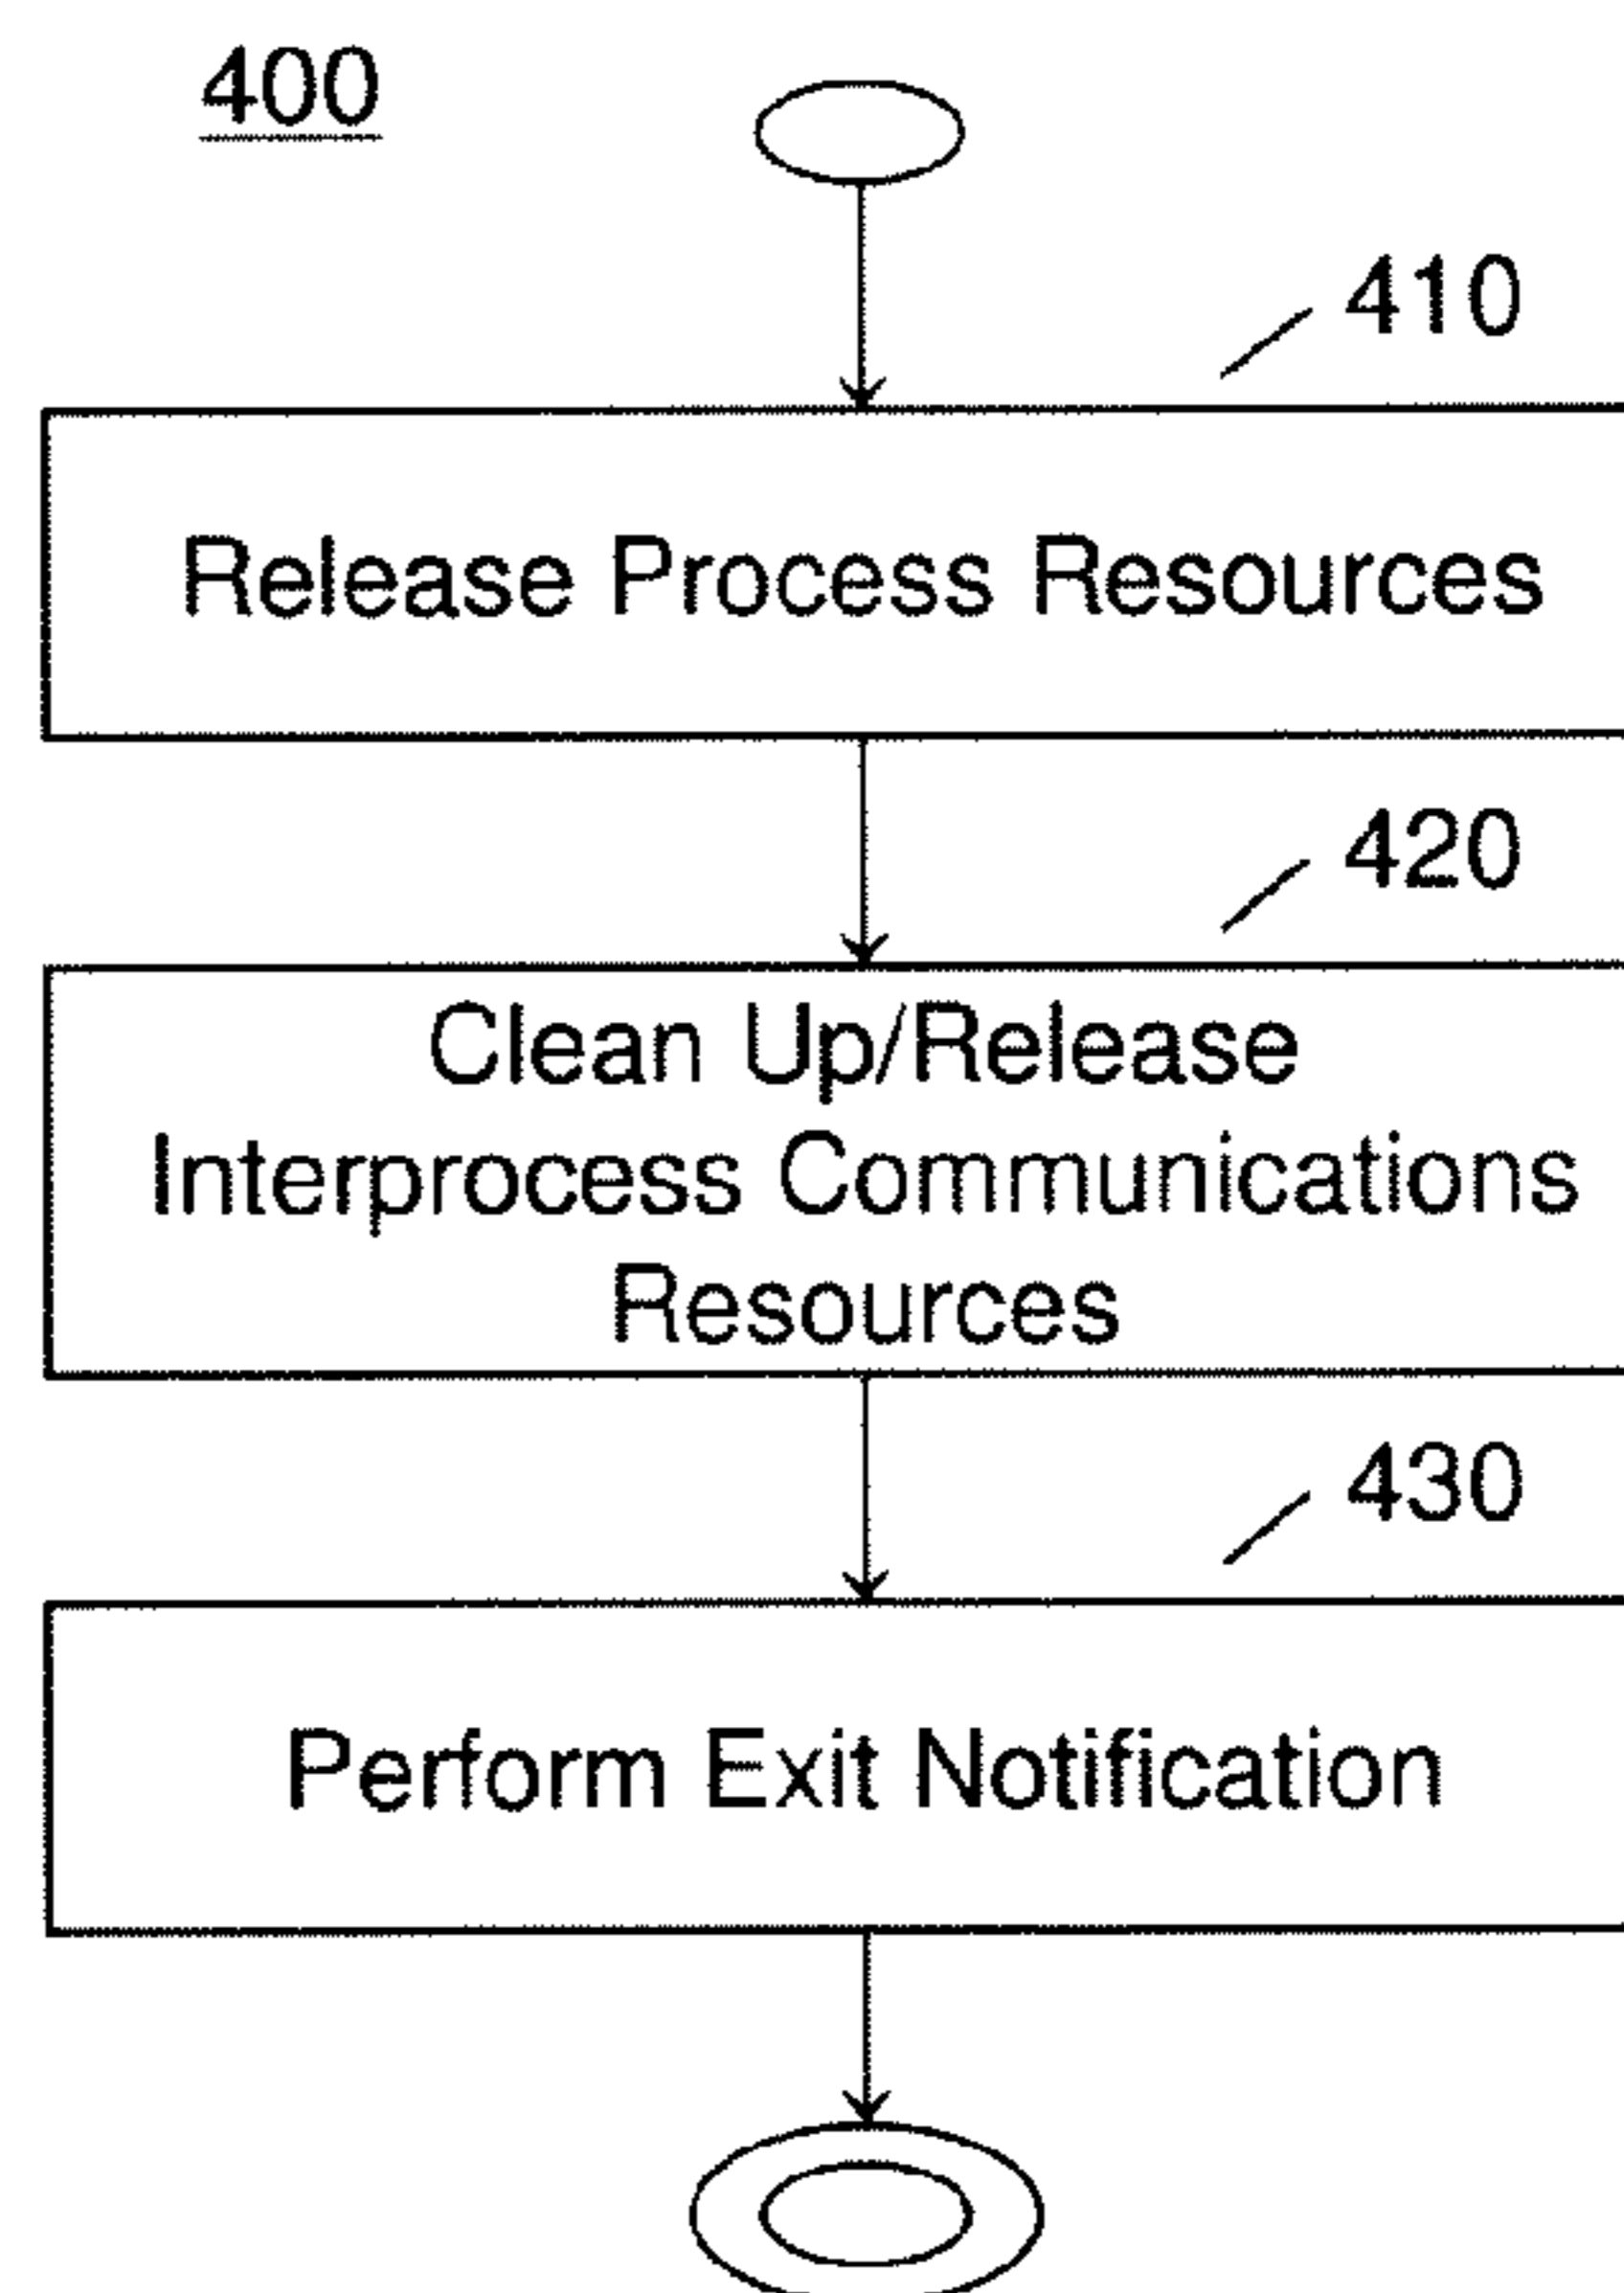 400
410
Release Process Resources
420
Clean Up/Release
Interprocess Communications
Resources
430
Perform Exit Notification